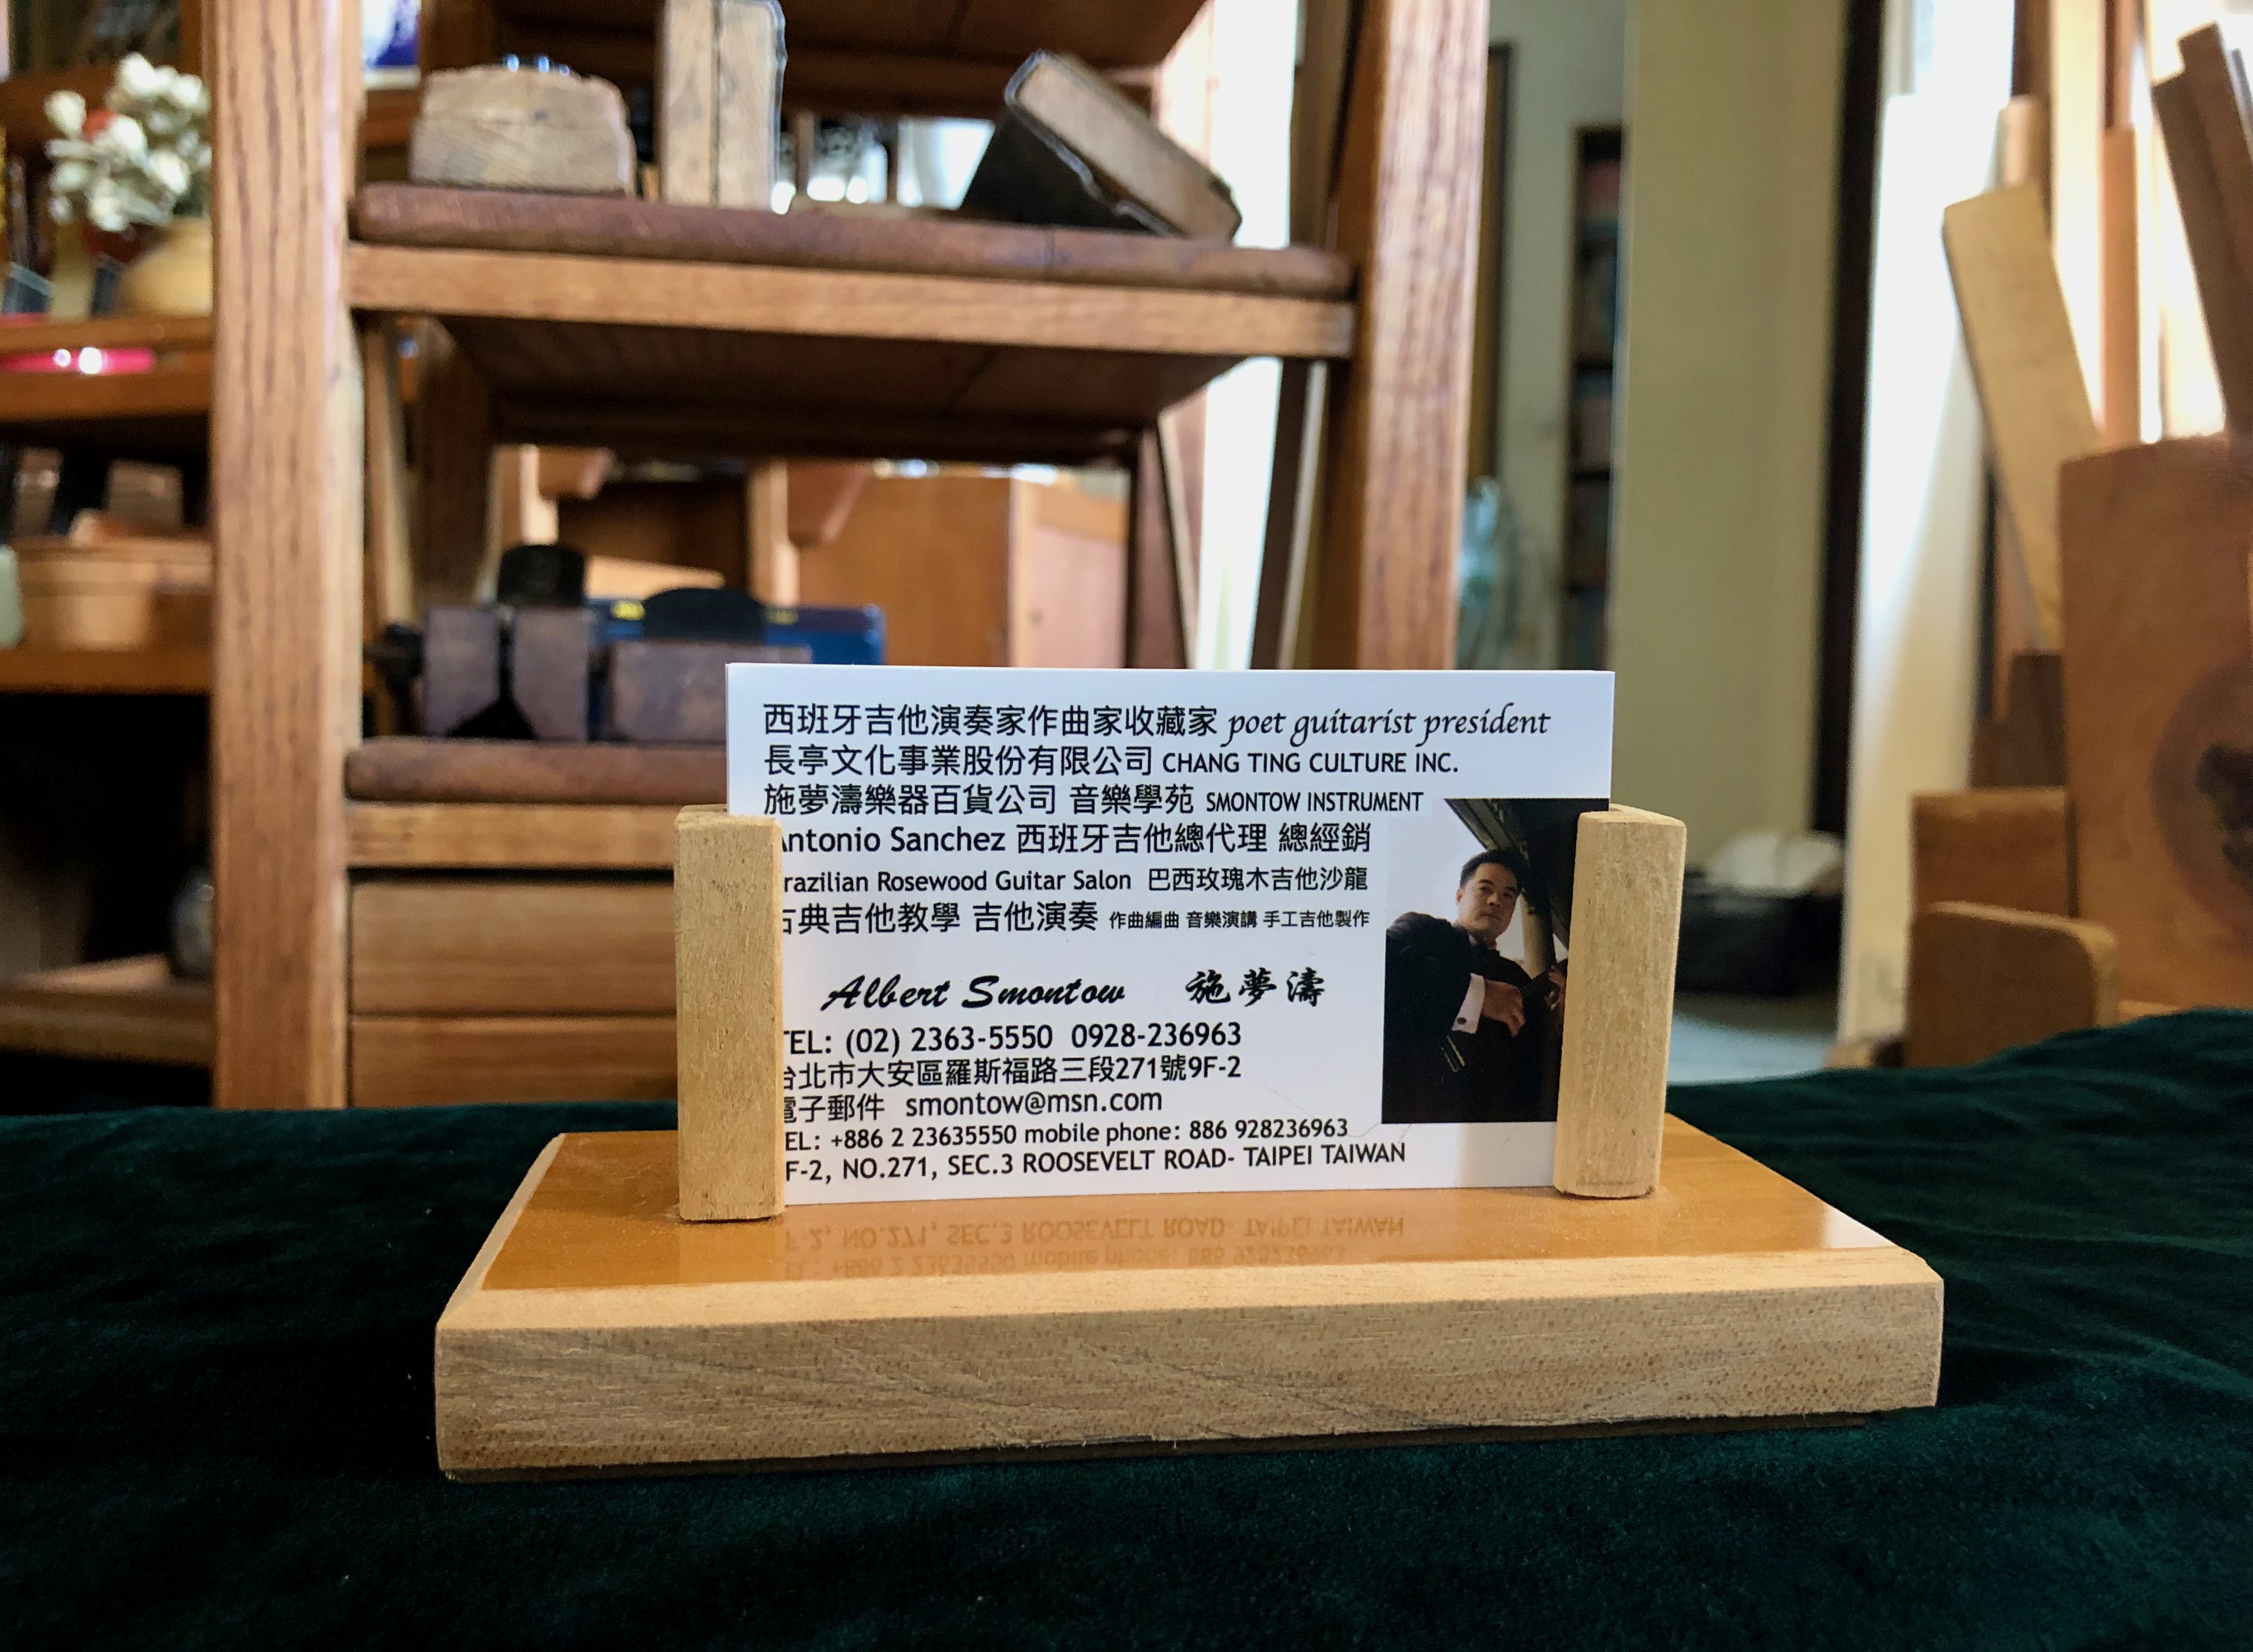 西班牙吉他演奏家作曲家收藏家 poet guitarist president
長亭文化事業股份有限公司 CHANG TING CULTURE INC.
施夢濤樂器百貨公司 音樂學苑 SMONTOW INSTRUMENT
Antonio Sanchez 西班牙吉他總代理 總經銷
razilian Rosewood Guitar Salon 巴西玫瑰木吉他沙龍
古典吉他教學 吉他演奏 作曲編曲 音樂演講 手工吉他製作
Albert Smontow 施夢濤
TEL: (02) 2363-5550 0928-236963
台北市大安區羅斯福路三段271號9F-2
電子郵件 smontow@msn.com
EL: +886 2 23635550 mobile phone: 886 928236963
F-2, NO.271, SEC.3 ROOSEVELT ROAD- TAIPEI TAIWAN